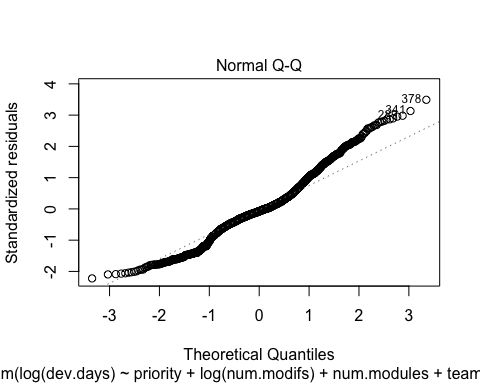 Normal Q-Q
378
341
Standardized residuals
4
3
2
1
0
-1
-2
-3 -2 -1 0 1 2 3
Theoretical Quantiles
m(log(dev.days) ~ priority + log(num.modifs) + num.modules + team